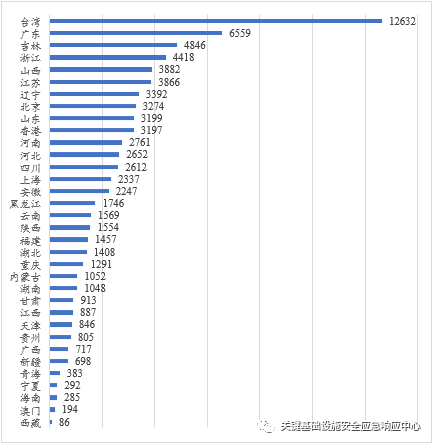 台湾 12632
广东 6559
吉林 4846
浙江 4418
山西 3882
江苏 3866
辽宁 3392
北京 3274
山东 3199
香港 3197
河南 2761
河北 2652
四川 2612
上海 2337
安徽 2247
黑龙江 1746
云南 1569
陕西 1554
福建 1457
湖北 1408
重庆 1291
内蒙古 1052
湖南 1048
甘肃 913
江西 887
天津 846
贵州 805
广西 717
新疆 698
青海 383
宁夏 292
海南 285
澳门 194
西藏 86
关键基础设施安全应急响应中心